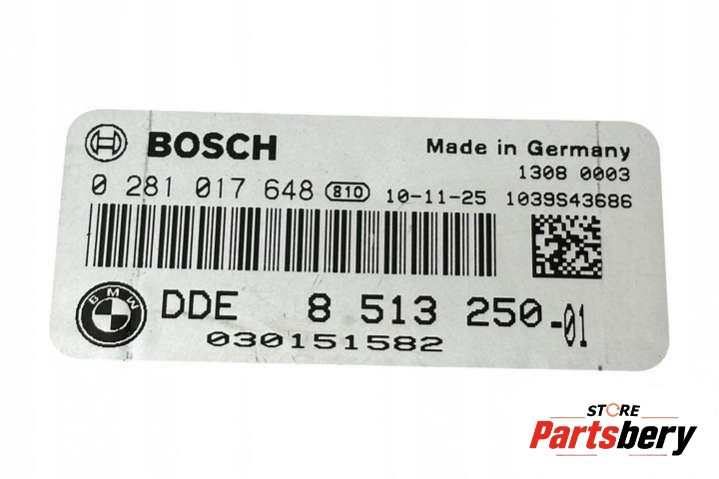 BOSCH
Made in Germany
1308 0003
0 281 017 648 810 10-11-25 1039S43686
BMW
DDE 8 513 250-01
030151582
STORE
Partsbery